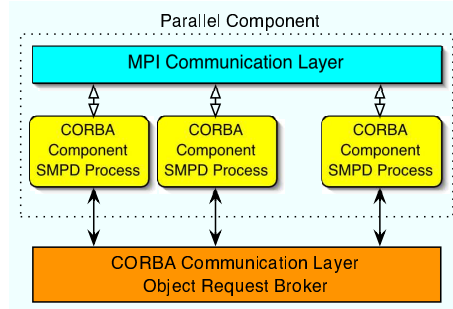 Parallel Component
MPI Communication Layer
CORBA
Component
SMPD Process
CORBA
Component
SMPD Process
CORBA
Component
SMPD Process
CORBA Communication Layer
Object Request Broker